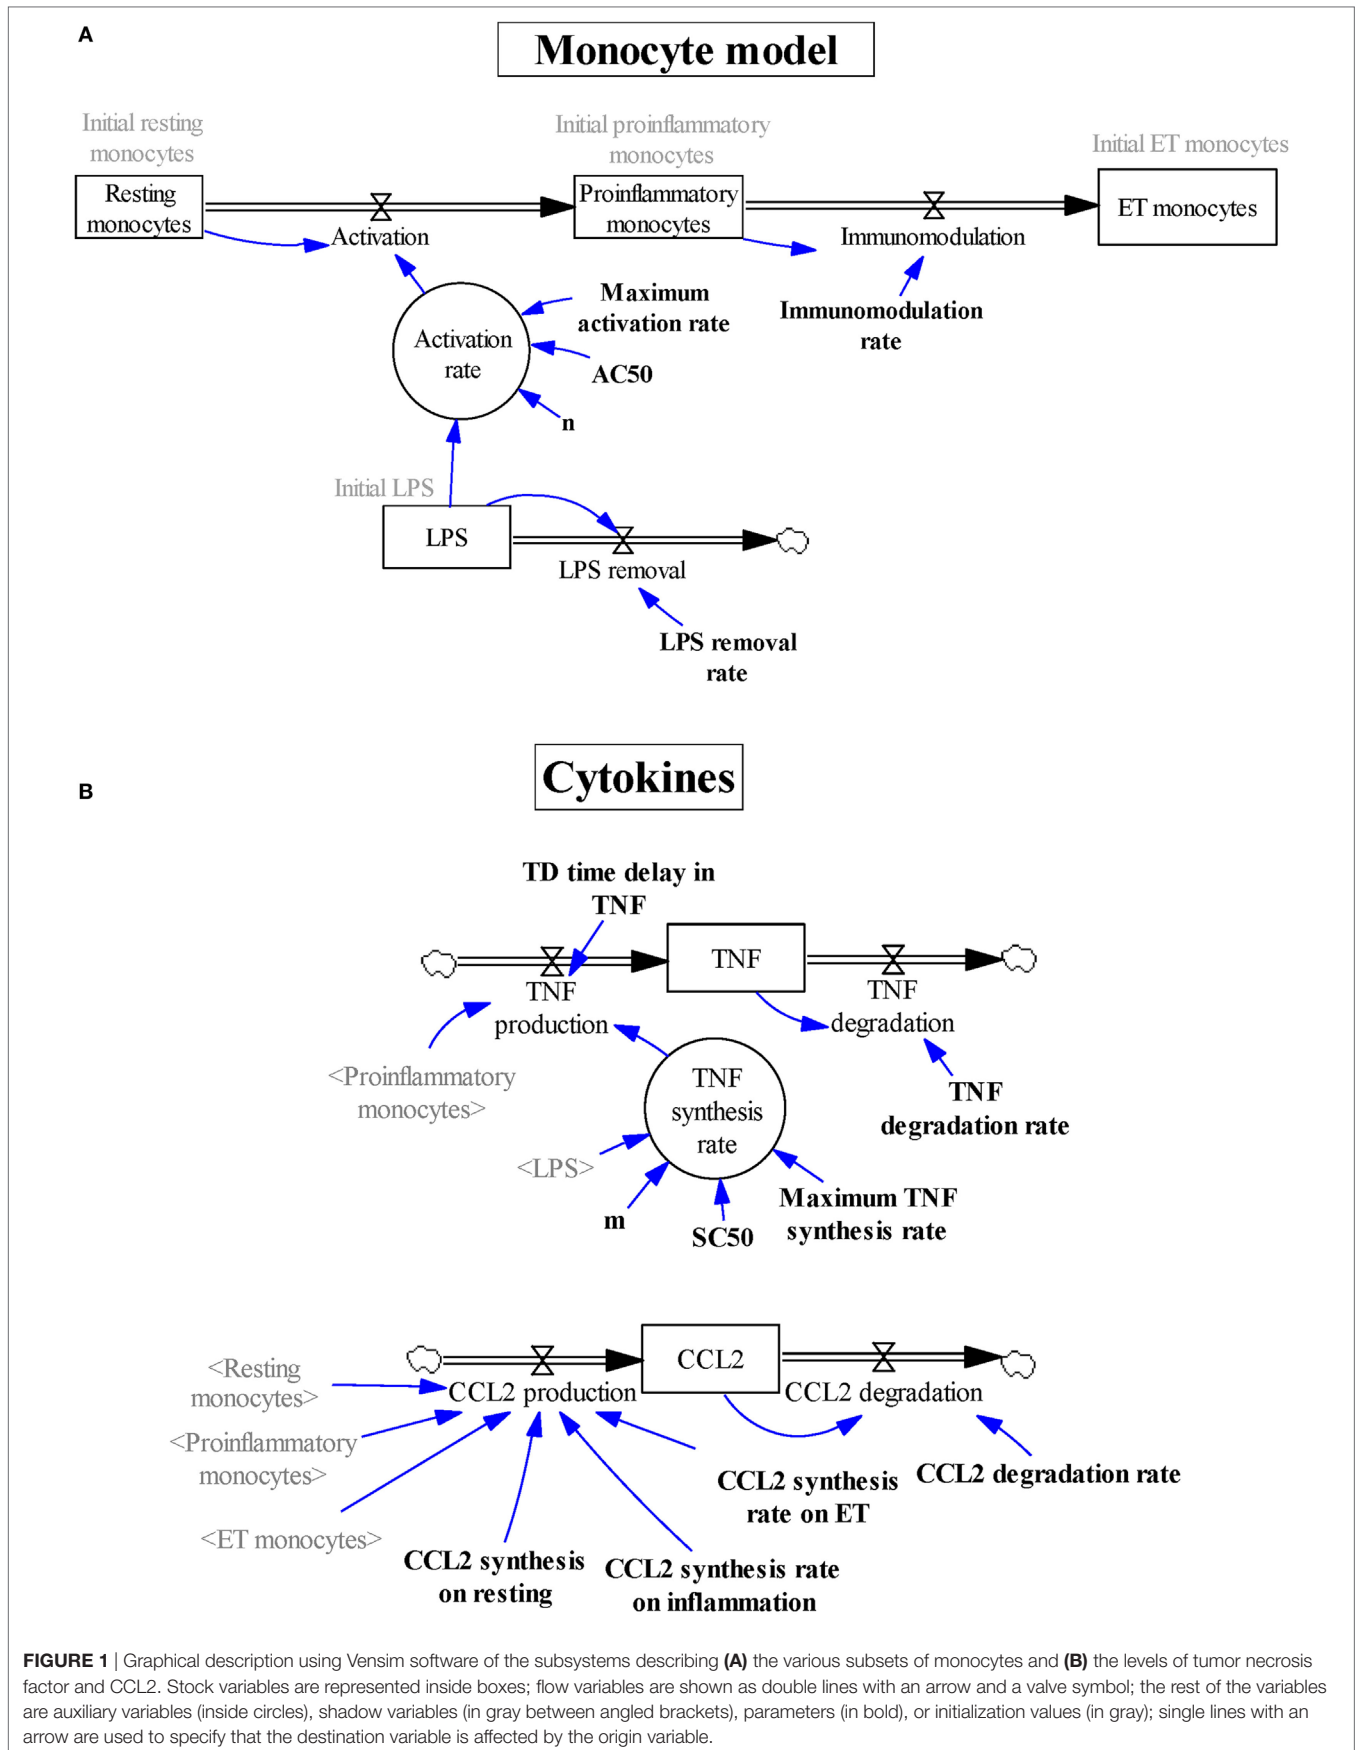 A
Monocyte model
Initial resting
monocytes
Initial proinflammatory
monocytes
Initial ET monocytes
Resting
monocytes
Proinflammatory
monocytes
ET monocytes
Activation
Immunomodulation
Maximum
activation rate
Immunomodulation
rate
Activation
rate
AC50
n
Initial LPS
LPS
LPS removal
LPS removal
rate
Cytokines
B
TD time delay in
TNF
TNF
TNF
production
TNF
degradation
<Proinflammatory
monocytes>
TNF
synthesis
rate
TNF
degradation rate
<LPS>
m
SC50
Maximum TNF
synthesis rate
CCL2
<Resting
monocytes>
CCL2 production
CCL2 degradation
<Proinflammatory
monocytes>
<ET monocytes>
CCL2 synthesis
on resting
CCL2 synthesis rate
on inflammation
CCL2 synthesis
rate on ET
CCL2 degradation rate
FIGURE 1 | Graphical description using Vensim software of the subsystems describing (A) the various subsets of monocytes and (B) the levels of tumor necrosis
factor and CCL2. Stock variables are represented inside boxes; flow variables are shown as double lines with an arrow and a valve symbol; the rest of the variables
are auxiliary variables (inside circles), shadow variables (in gray between angled brackets), parameters (in bold), or initialization values (in gray); single lines with an
arrow are used to specify that the destination variable is affected by the origin variable.